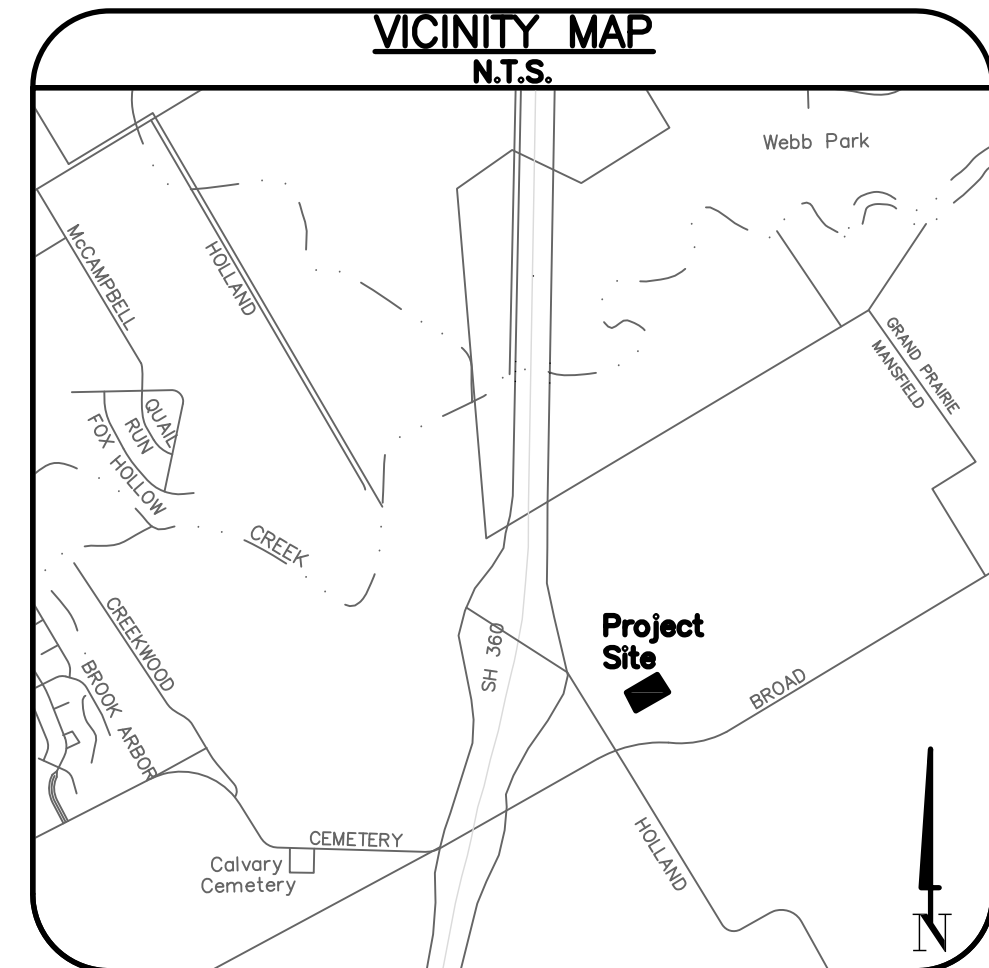 VICINITY MAP
N.T.S.
Webb Park
McCAMPBELL
HOLLAND
GRAND PRAIRIE
MANSFIELD
QUAIL
RUN
FOX HOLLOW
CREEK
CREEKWOOD
BROOK ARBOR
SH 360
Project
Site
BROAD
CEMETERY
Calvary
Cemetery
HOLLAND
N